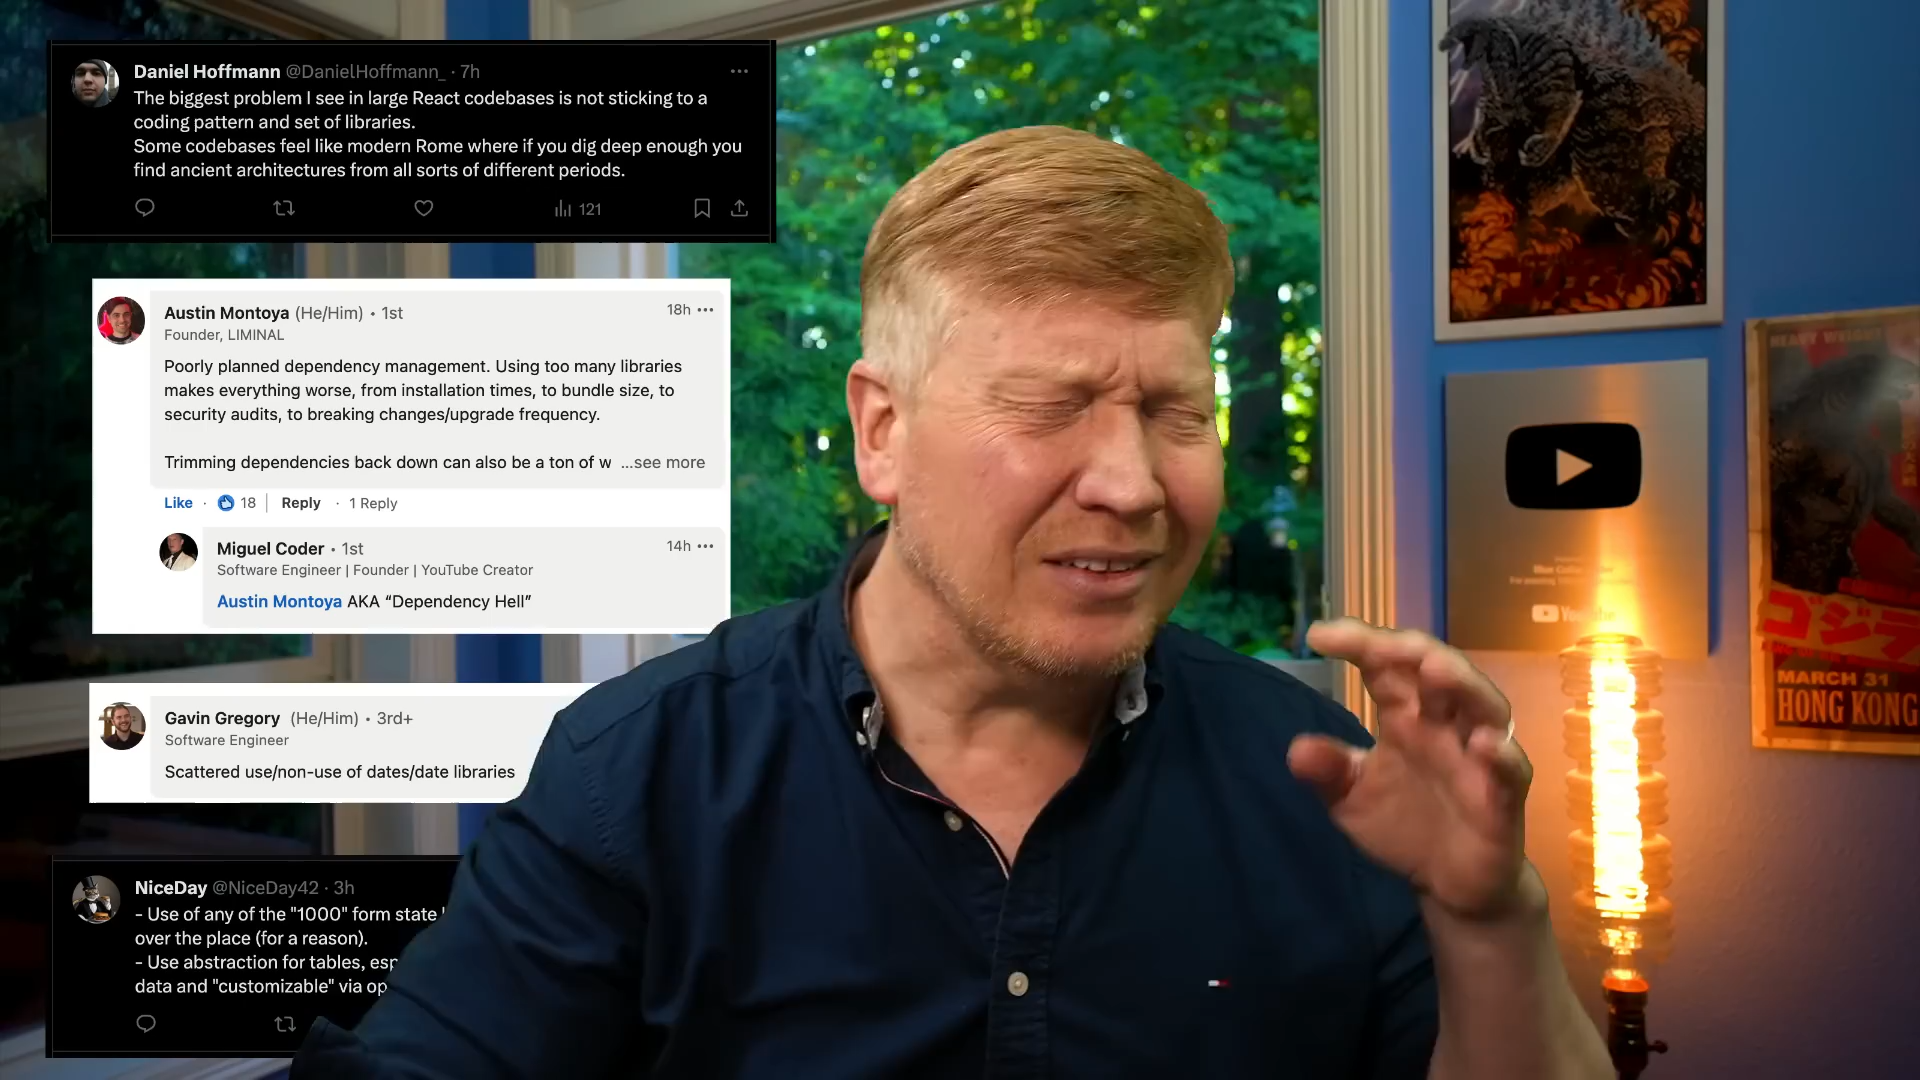 Daniel Hoffmann @DanielHoffmann_ · 7h
The biggest problem I see in large React codebases is not sticking to a
coding pattern and set of libraries.
Some codebases feel like modern Rome where if you dig deep enough you
find ancient architectures from all sorts of different periods.
121
Austin Montoya (He/Him) • 1st
18h
Founder, LIMINAL
Poorly planned dependency management. Using too many libraries
makes everything worse, from installation times, to bundle size, to
security audits, to breaking changes/upgrade frequency.
Trimming dependencies back down can also be a ton of w ...see more
Like · 18 | Reply · 1 Reply
Miguel Coder • 1st
14h
Software Engineer | Founder | YouTube Creator
Austin Montoya AKA “Dependency Hell”
Gavin Gregory (He/Him) • 3rd+
Software Engineer
Scattered use/non-use of dates/date libraries
NiceDay @NiceDay42 · 3h
- Use of any of the "1000" form state
over the place (for a reason).
- Use abstraction for tables, esp
data and "customizable" via op
ゴジラ
MARCH 31
HONG KONG